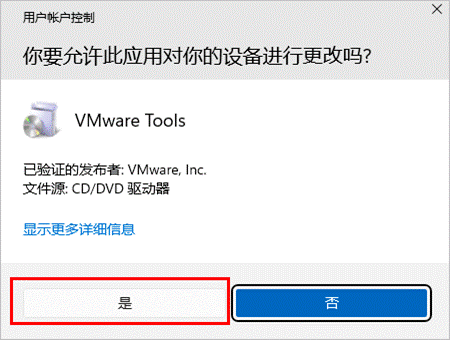 用户帐户控制
你要允许此应用对你的设备进行更改吗?
VMware Tools
已验证的发布者: VMware, Inc.
文件源: CD/DVD 驱动器
显示更多详细信息
是
否